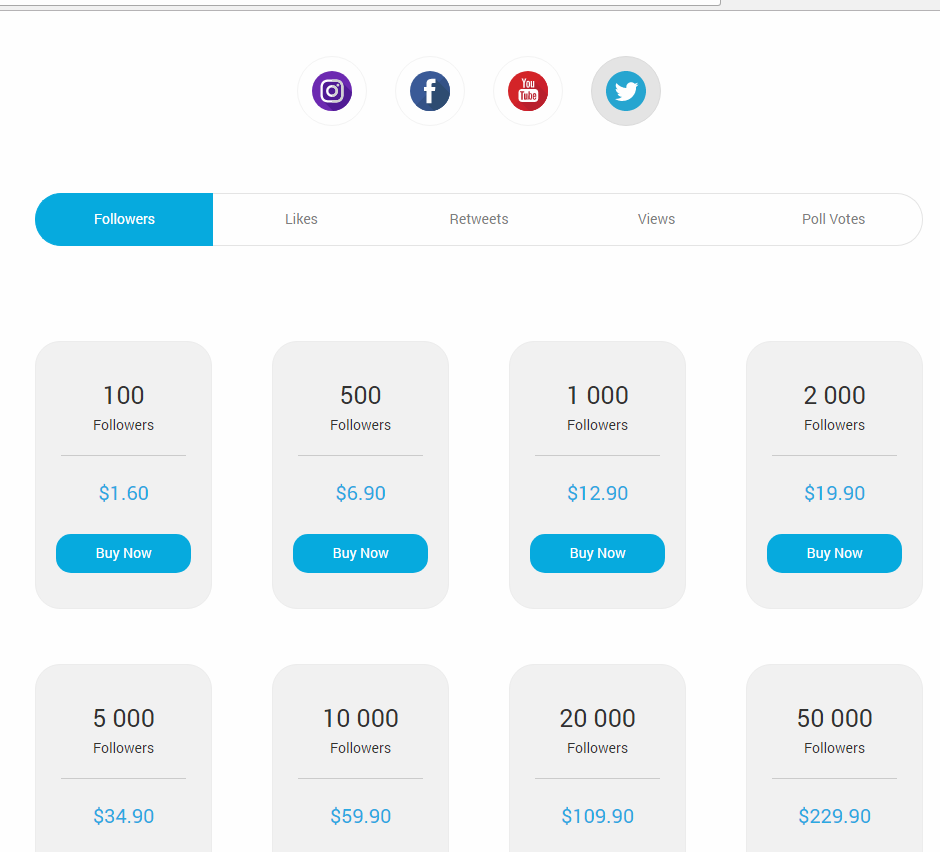 You
Tube
Followers Likes Retweets Views Poll Votes
100 500 1 000 2 000
Followers Followers Followers Followers
$1.60 $6.90 $12.90 $19.90
Buy Now Buy Now Buy Now Buy Now
5 000 10 000 20 000 50 000
Followers Followers Followers Followers
$34.90 $59.90 $109.90 $229.90